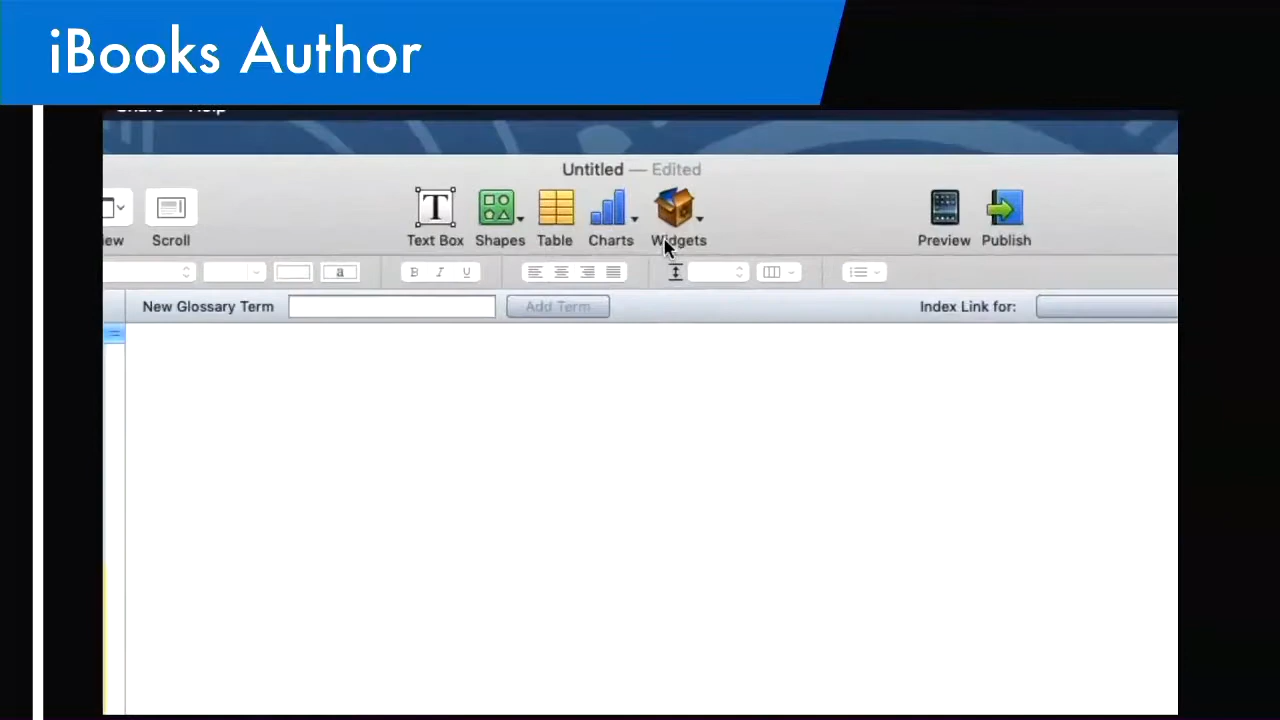 iBooks Author
Untitled — Edited
Scroll
Text Box Shapes Table Charts Widgets
Preview Publish
a B I U
New Glossary Term Add Term Index Link for: